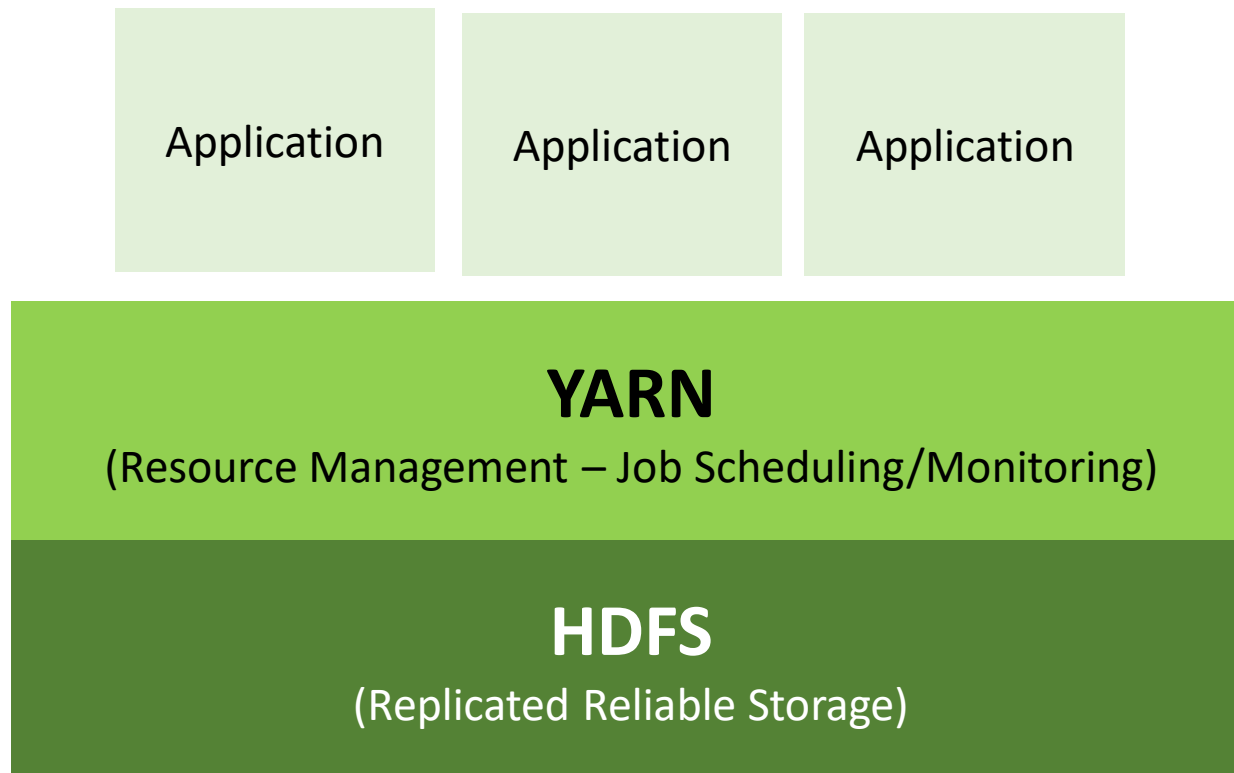 Application
Application
Application
YARN
(Resource Management – Job Scheduling/Monitoring)
HDFS
(Replicated Reliable Storage)